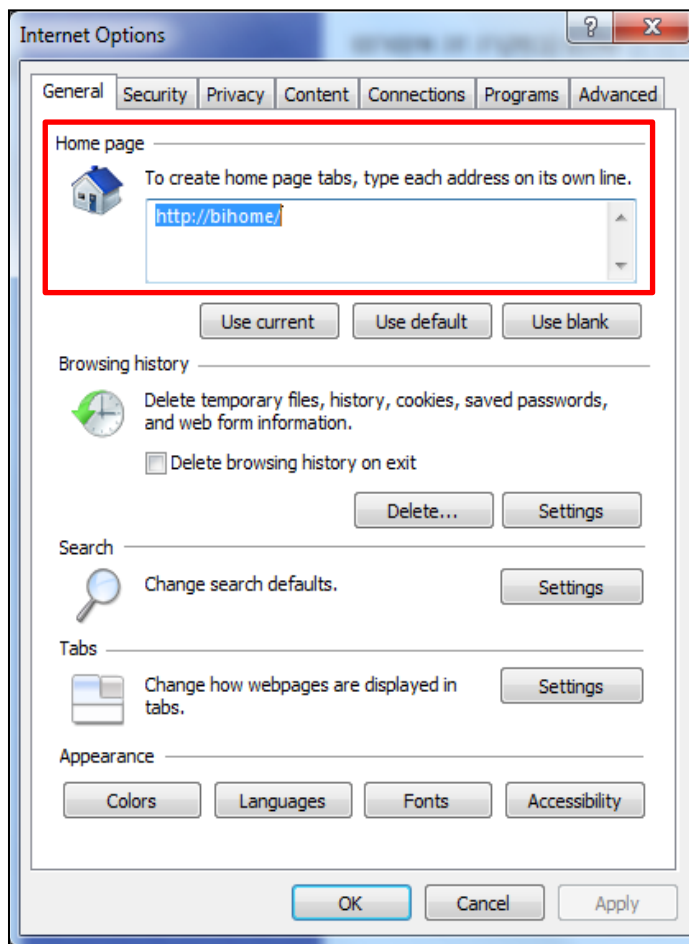 Internet Options
General Security Privacy Content Connections Programs Advanced
Home page
To create home page tabs, type each address on its own line.
http://bihome/
Use current Use default Use blank
Browsing history
Delete temporary files, history, cookies, saved passwords,
and web form information.
Delete browsing history on exit
Delete... Settings
Search
Change search defaults. Settings
Tabs
Change how webpages are displayed in
tabs.
Settings
Appearance
Colors Languages Fonts Accessibility
OK Cancel Apply